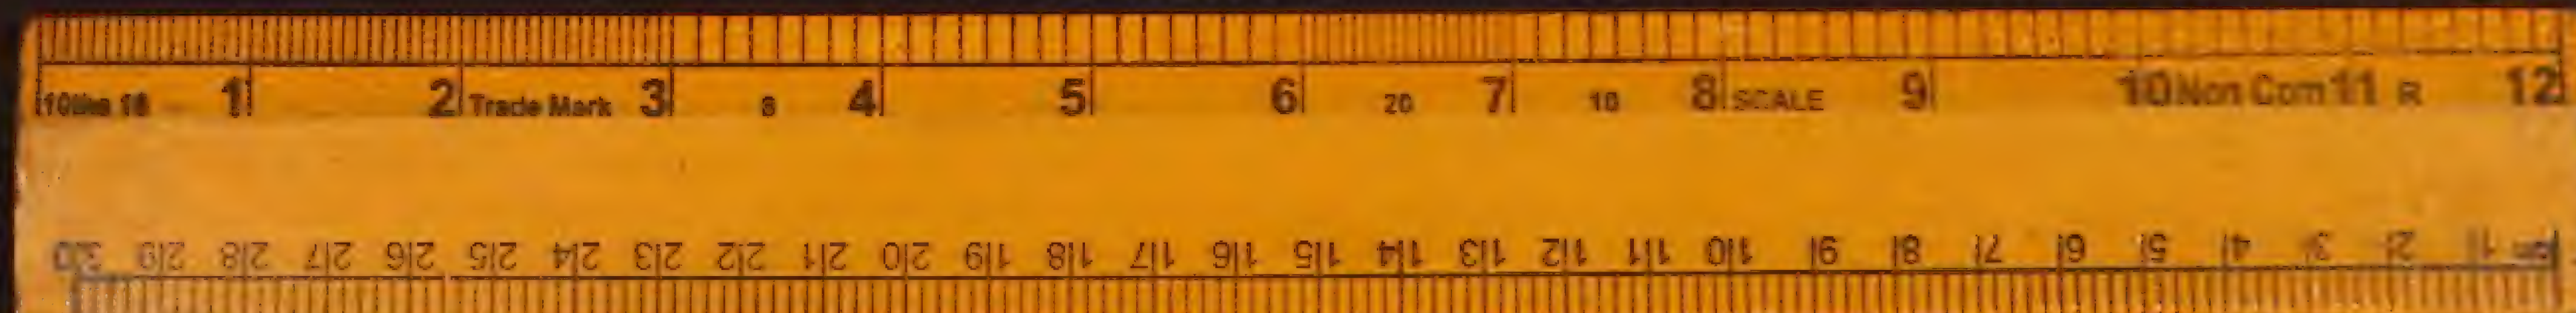 10ths 16 1 2 Trade Mark 3 8 4 5 6 20 7 10 8 SCALE 9 10 Non Com 11 R 12
30 29 28 27 26 25 24 23 22 21 20 19 18 17 16 15 14 13 12 11 10 9 8 7 6 5 4 3 2 1 cm